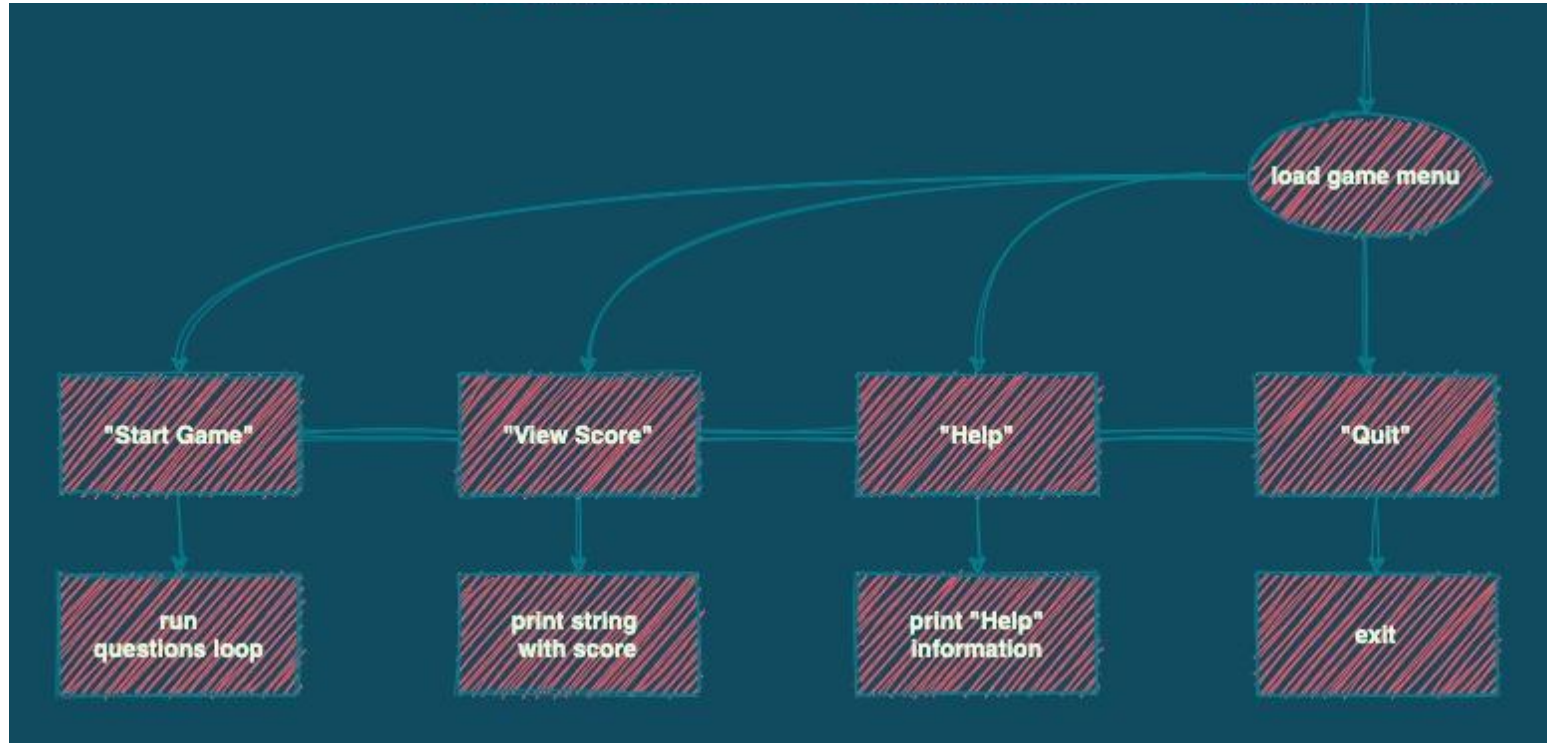 load game menu
"Start Game"
"View Score"
"Help"
"Quit"
run
questions loop
print string
with score
print "Help"
information
exit